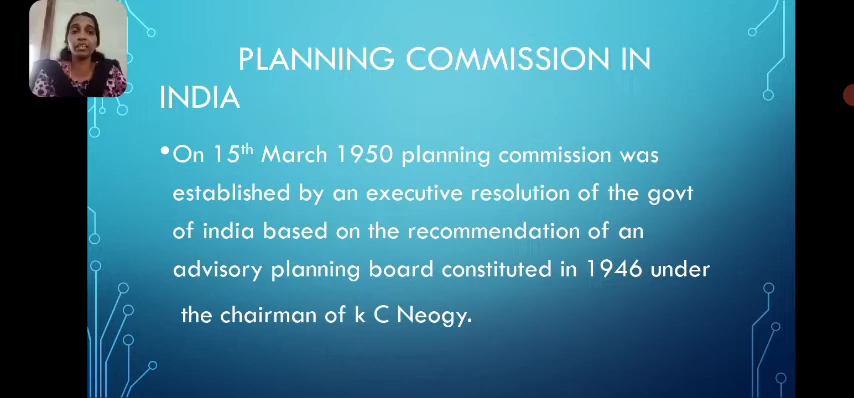 PLANNING COMMISSION IN
INDIA
•On 15th March 1950 planning commission was
established by an executive resolution of the govt
of india based on the recommendation of an
advisory planning board constituted in 1946 under
the chairman of k C Neogy.